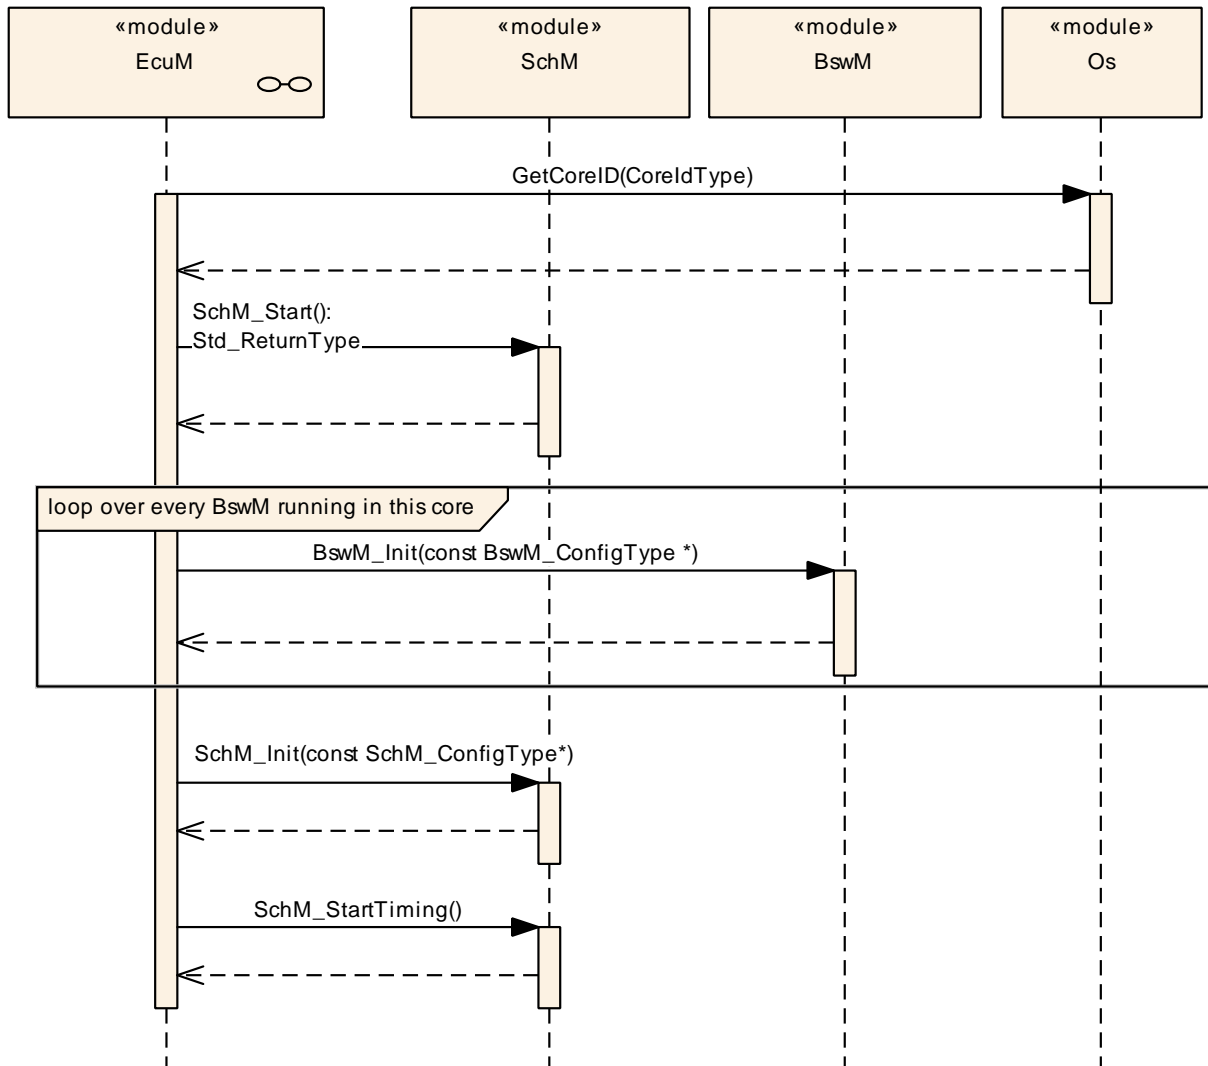 «module»
EcuM
«module»
SchM
«module»
BswM
«module»
Os
GetCoreID(CoreIdType)
SchM_Start():
Std_ReturnType
loop over every BswM running in this core
BswM_Init(const BswM_ConfigType *)
SchM_Init(const SchM_ConfigType*)
SchM_StartTiming()